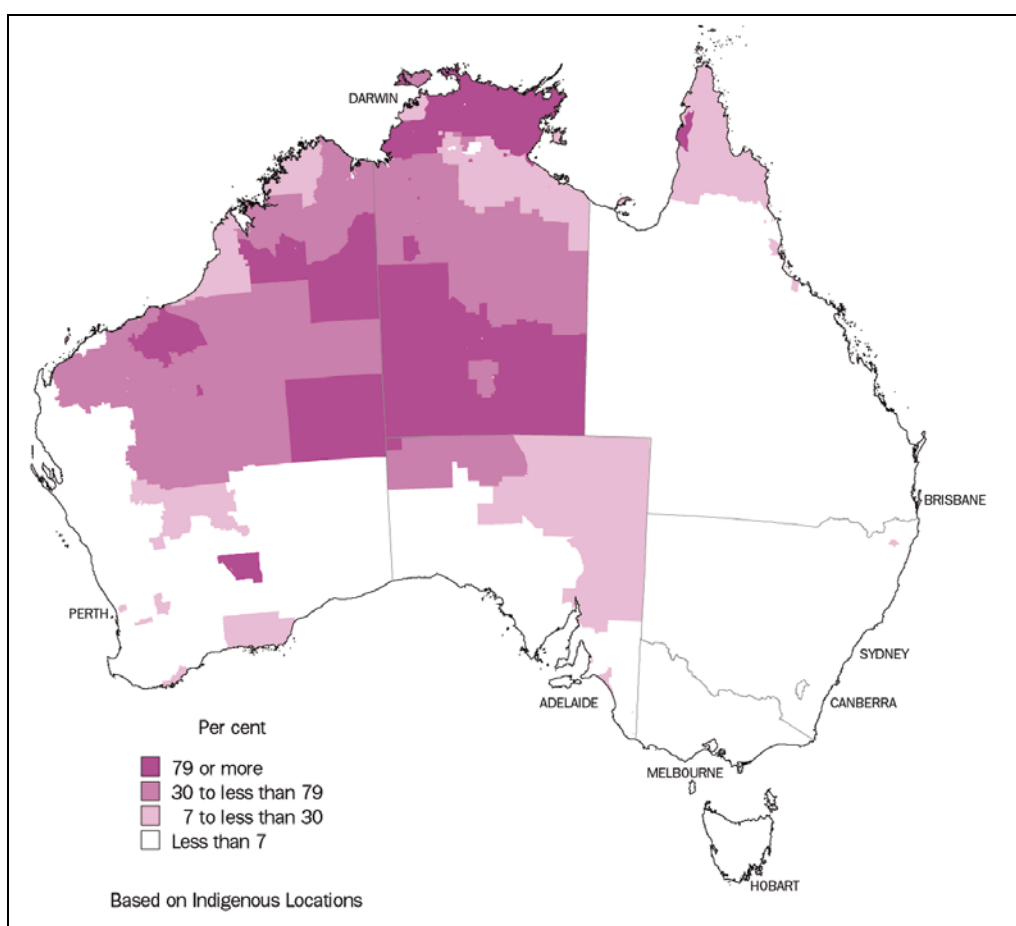 DARWIN
BRISBANE
PERTH
SYDNEY
ADELAIDE
CANBERRA
MELBOURNE
HOBART
Per cent
79 or more
30 to less than 79
7 to less than 30
Less than 7
Based on Indigenous Locations